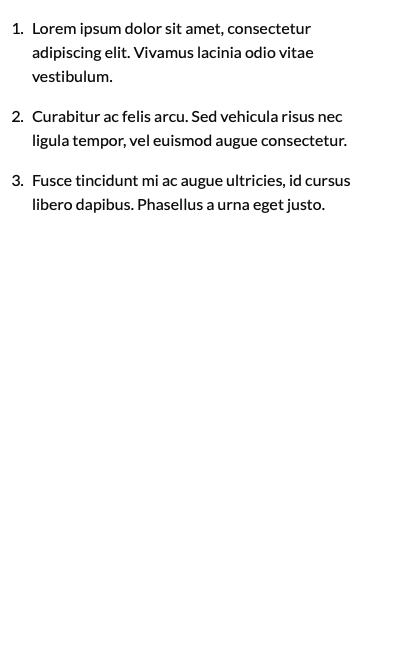 1. Lorem ipsum dolor sit amet, consectetur
adipiscing elit. Vivamus lacinia odio vitae
vestibulum.
2. Curabitur ac felis arcu. Sed vehicula risus nec
ligula tempor, vel euismod augue consectetur.
3. Fusce tincidunt mi ac augue ultricies, id cursus
libero dapibus. Phasellus a urna eget justo.